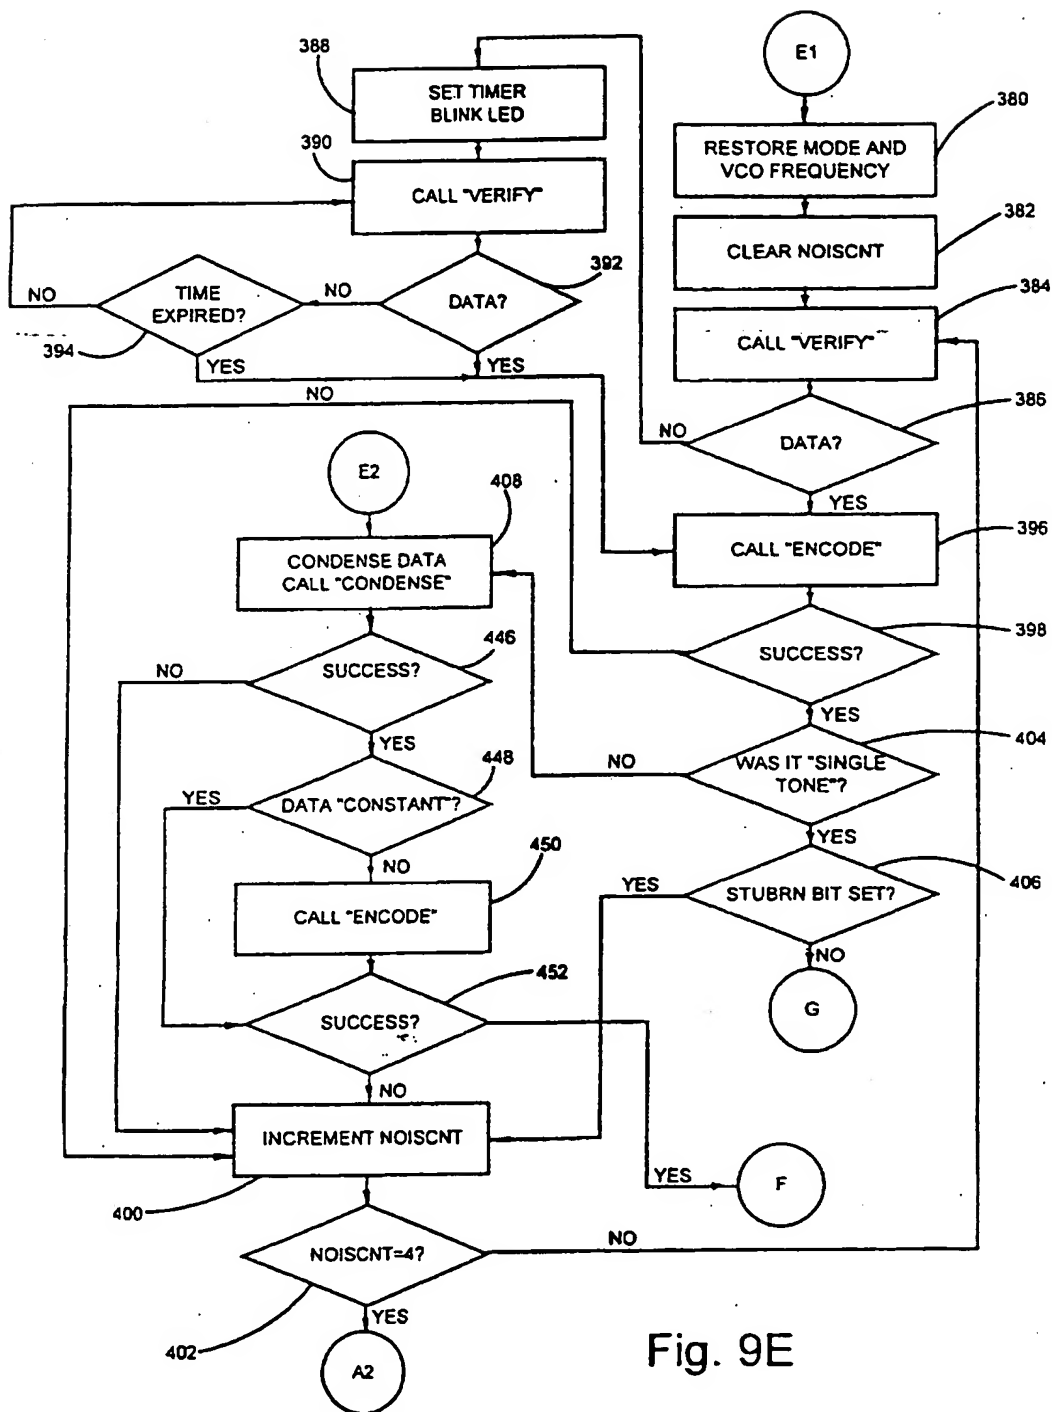 E1
380
RESTORE MODE AND
VCO FREQUENCY
382
CLEAR NOISCNT
384
CALL "VERIFY"
386
DATA?
NO
YES
388
SET TIMER
BLINK LED
390
CALL "VERIFY"
392
DATA?
NO
YES
TIME
EXPIRED?
394
NO
YES
396
CALL "ENCODE"
398
SUCCESS?
NO
YES
404
WAS IT "SINGLE
TONE"?
NO
YES
406
STUBRN BIT SET?
YES
NO
G
E2
408
CONDENSE DATA
CALL "CONDENSE"
446
SUCCESS?
NO
YES
448
DATA "CONSTANT"?
YES
NO
450
CALL "ENCODE"
452
SUCCESS?
NO
YES
F
INCREMENT NOISCNT
400
NOISCNT=4?
NO
YES
402
A2
Fig. 9E